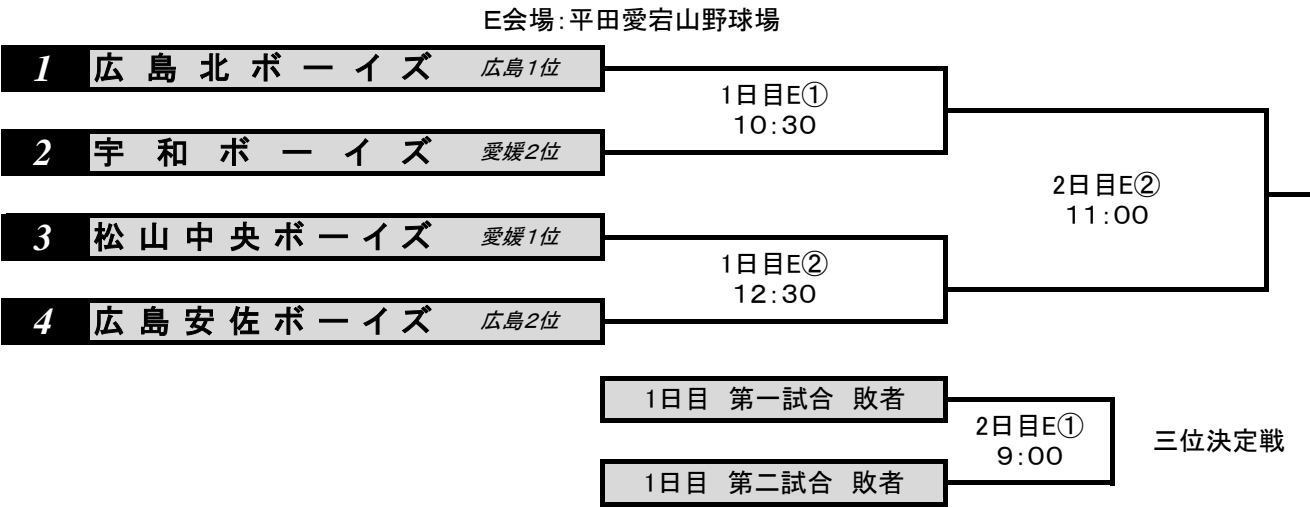 E会場:平田愛宕山野球場
1 広島北ボーイズ 広島1位
1日目E①
10:30
2 宇和ボーイズ 愛媛2位
2日目E②
11:00
3 松山中央ボーイズ 愛媛1位
1日目E②
12:30
4 広島安佐ボーイズ 広島2位
1日目 第一試合 敗者
2日目E①
9:00
三位決定戦
1日目 第二試合 敗者